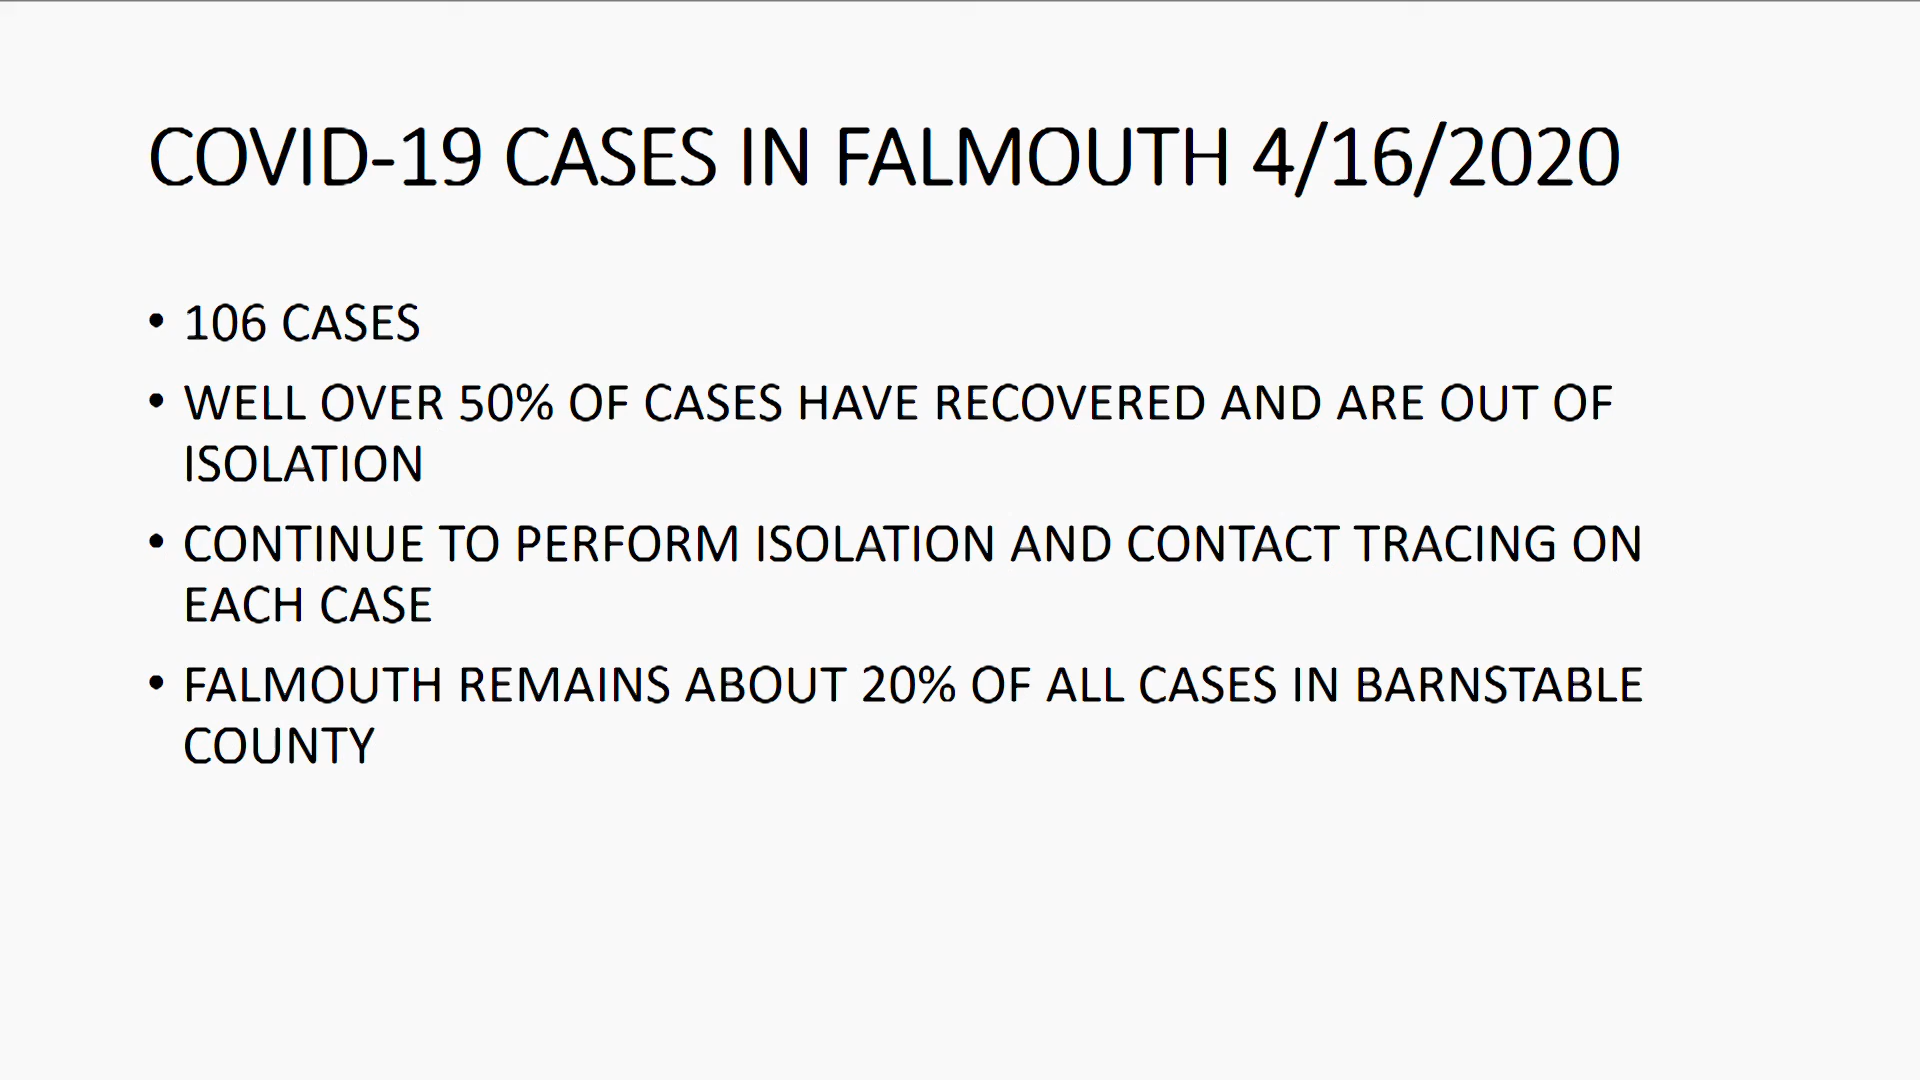 COVID-19 CASES IN FALMOUTH 4/16/2020
• 106 CASES
• WELL OVER 50% OF CASES HAVE RECOVERED AND ARE OUT OF
ISOLATION
• CONTINUE TO PERFORM ISOLATION AND CONTACT TRACING ON
EACH CASE
• FALMOUTH REMAINS ABOUT 20% OF ALL CASES IN BARNSTABLE
COUNTY